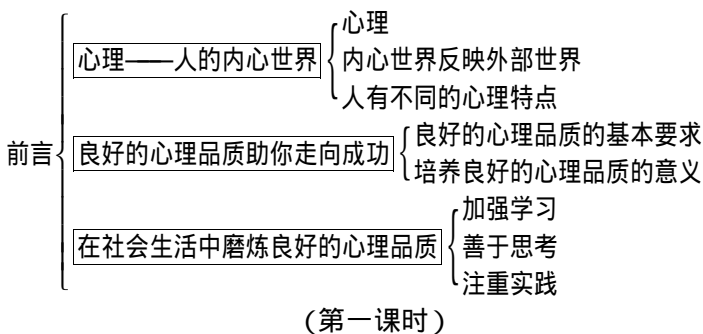 前言
心理——人的内心世界
心理
内心世界反映外部世界
人有不同的心理特点
良好的心理品质助你走向成功
良好的心理品质的基本要求
培养良好的心理品质的意义
在社会生活中磨炼良好的心理品质
加强学习
善于思考
注重实践
(第一课时)